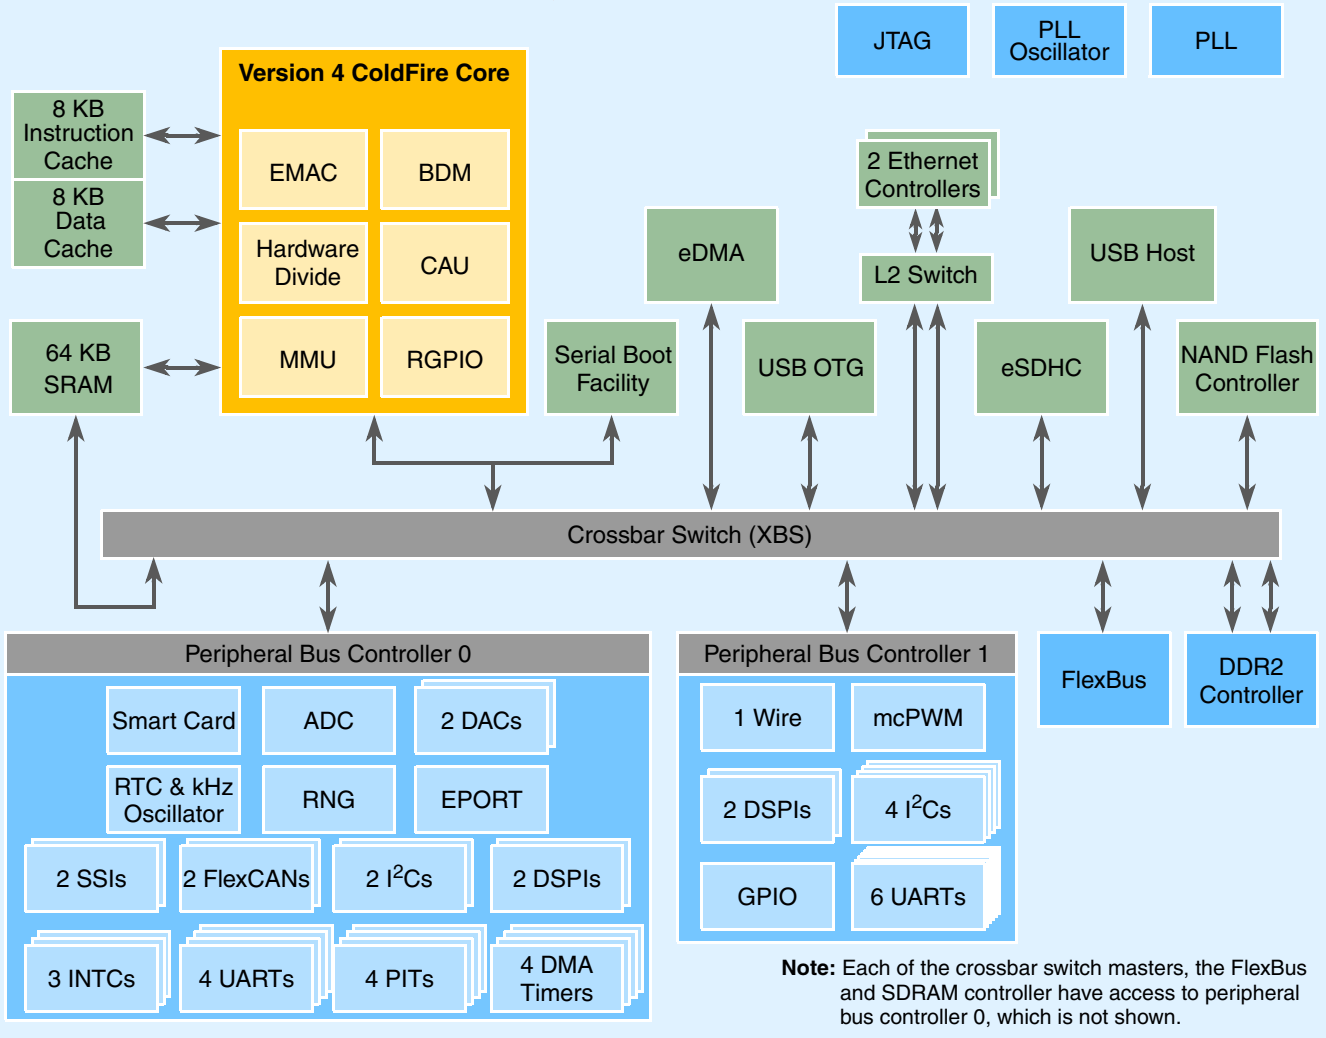 JTAG
PLL
Oscillator
PLL
Version 4 ColdFire Core
8 KB
Instruction
Cache
8 KB
Data
Cache
EMAC
BDM
Hardware
Divide
CAU
MMU
RGPIO
64 KB
SRAM
Serial Boot
Facility
eDMA
USB OTG
2 Ethernet
Controllers
L2 Switch
eSDHC
USB Host
NAND Flash
Controller
Crossbar Switch (XBS)
Peripheral Bus Controller 0
Smart Card
ADC
2 DACs
RTC & kHz
Oscillator
RNG
EPORT
2 SSIs
2 FlexCANs
2 I²Cs
2 DSPIs
3 INTCs
4 UARTs
4 PITs
4 DMA
Timers
Peripheral Bus Controller 1
1 Wire
mcPWM
2 DSPIs
4 I²Cs
GPIO
6 UARTs
FlexBus
DDR2
Controller
Note: Each of the crossbar switch masters, the FlexBus
and SDRAM controller have access to peripheral
bus controller 0, which is not shown.